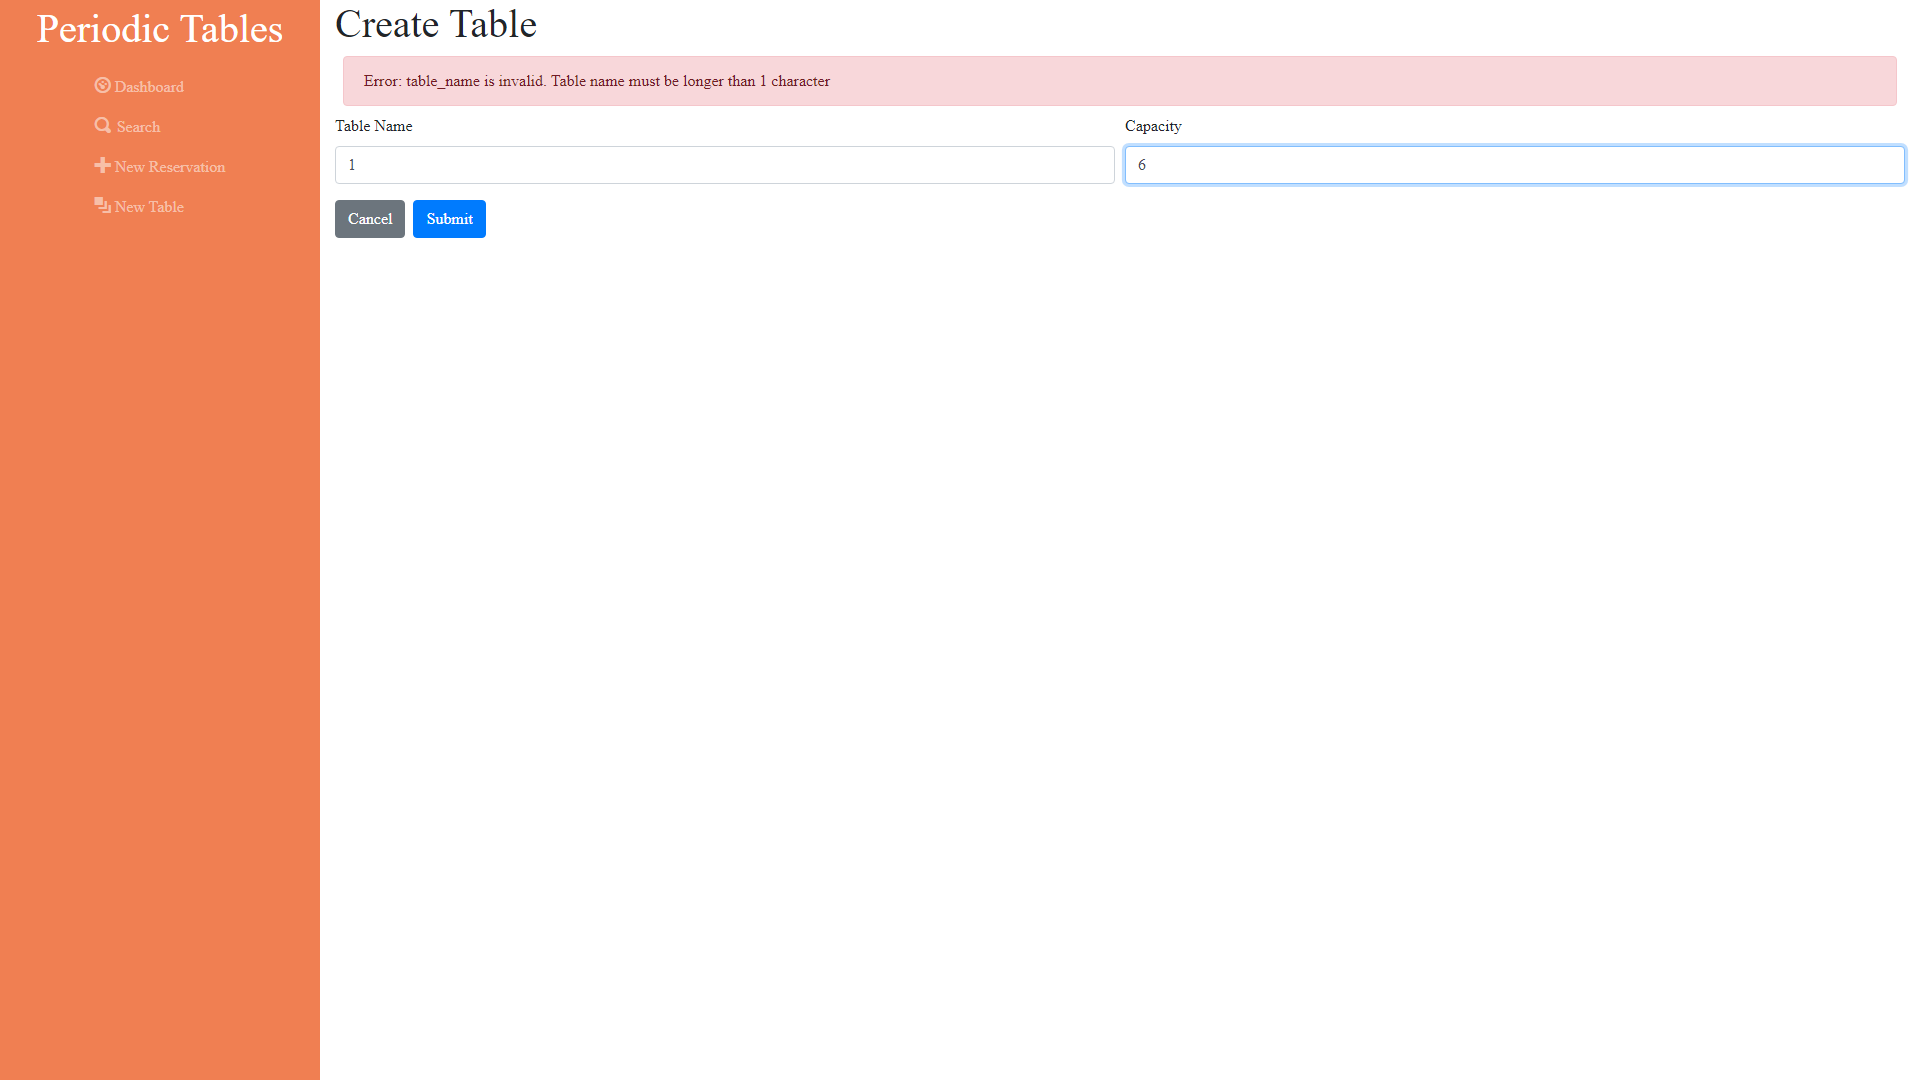 Periodic Tables
Dashboard
Search
New Reservation
New Table
Create Table
Error: table_name is invalid. Table name must be longer than 1 character
Table Name
Capacity
1
6
Cancel
Submit